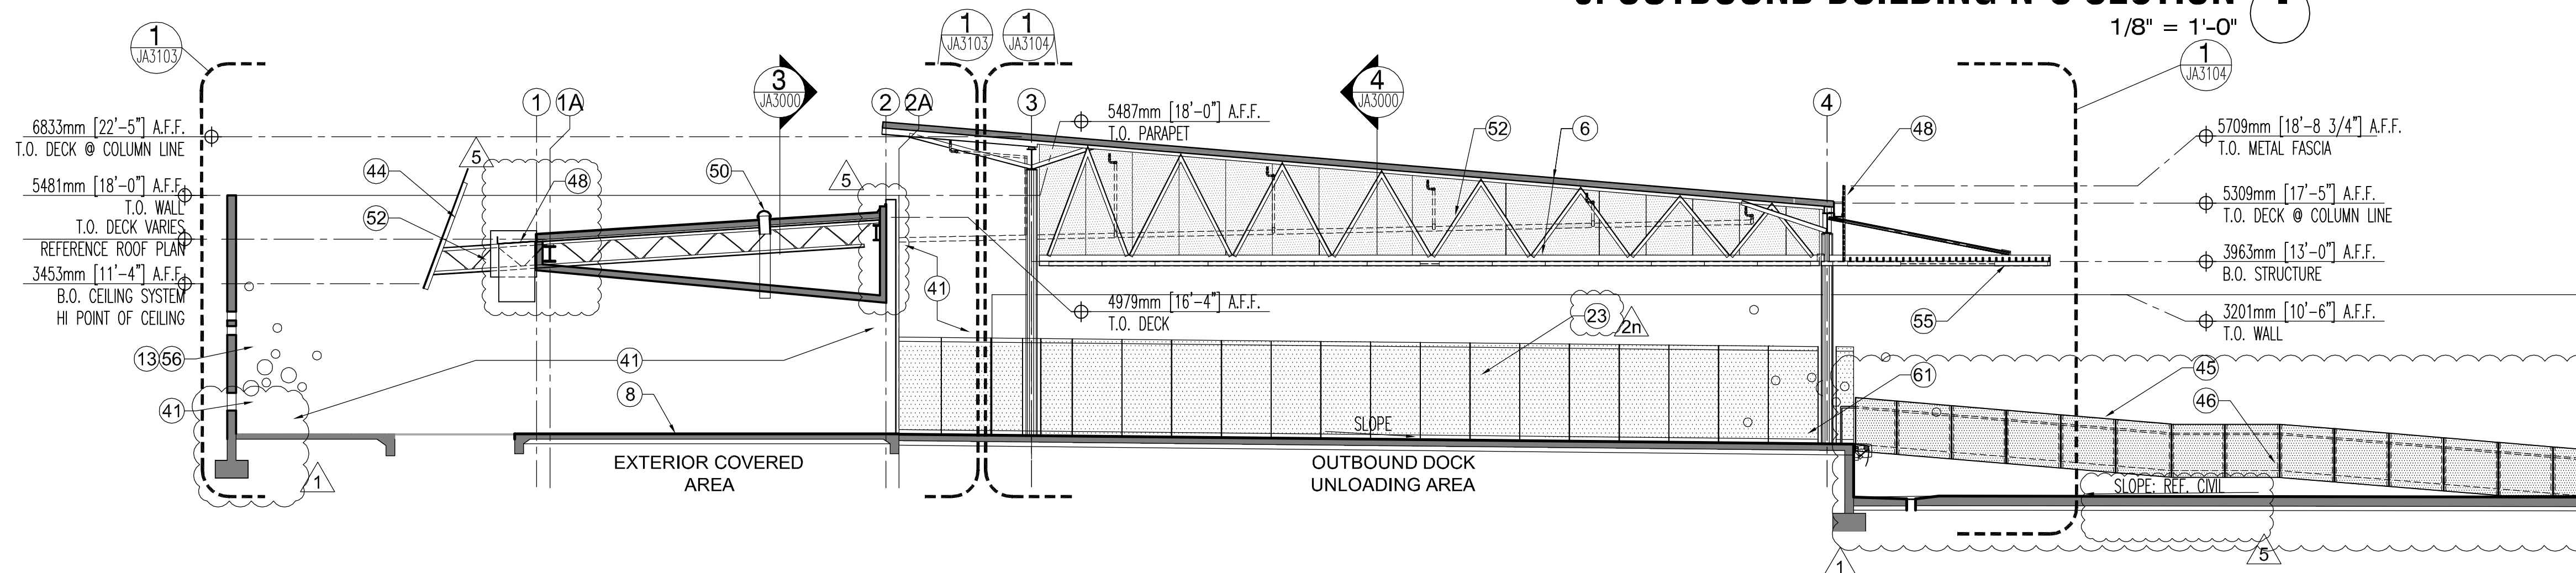 1/8" = 1'-0"
1
JA3103
1
JA3103
1
JA3104
1
JA3104
3
JA3000
4
JA3000
1
1A
2
2A
3
4
6833mm [22'-5"] A.F.F.
T.O. DECK @ COLUMN LINE
5481mm [18'-0"] A.F.F.
T.O. WALL
T.O. DECK VARIES
REFERENCE ROOF PLAN
3453mm [11'-4"] A.F.F.
B.O. CEILING SYSTEM
HI POINT OF CEILING
44
52
5
48
50
5
5487mm [18'-0"] A.F.F.
T.O. PARAPET
52
6
48
5709mm [18'-8 3/4"] A.F.F.
T.O. METAL FASCIA
5309mm [17'-5"] A.F.F.
T.O. DECK @ COLUMN LINE
3963mm [13'-0"] A.F.F.
B.O. STRUCTURE
3201mm [10'-6"] A.F.F.
T.O. WALL
41
4979mm [16'-4"] A.F.F.
T.O. DECK
23
2n
55
13
56
41
41
8
61
45
46
SLOPE
EXTERIOR COVERED
AREA
OUTBOUND DOCK
UNLOADING AREA
SLOPE: REF. CIVIL
1
1
5